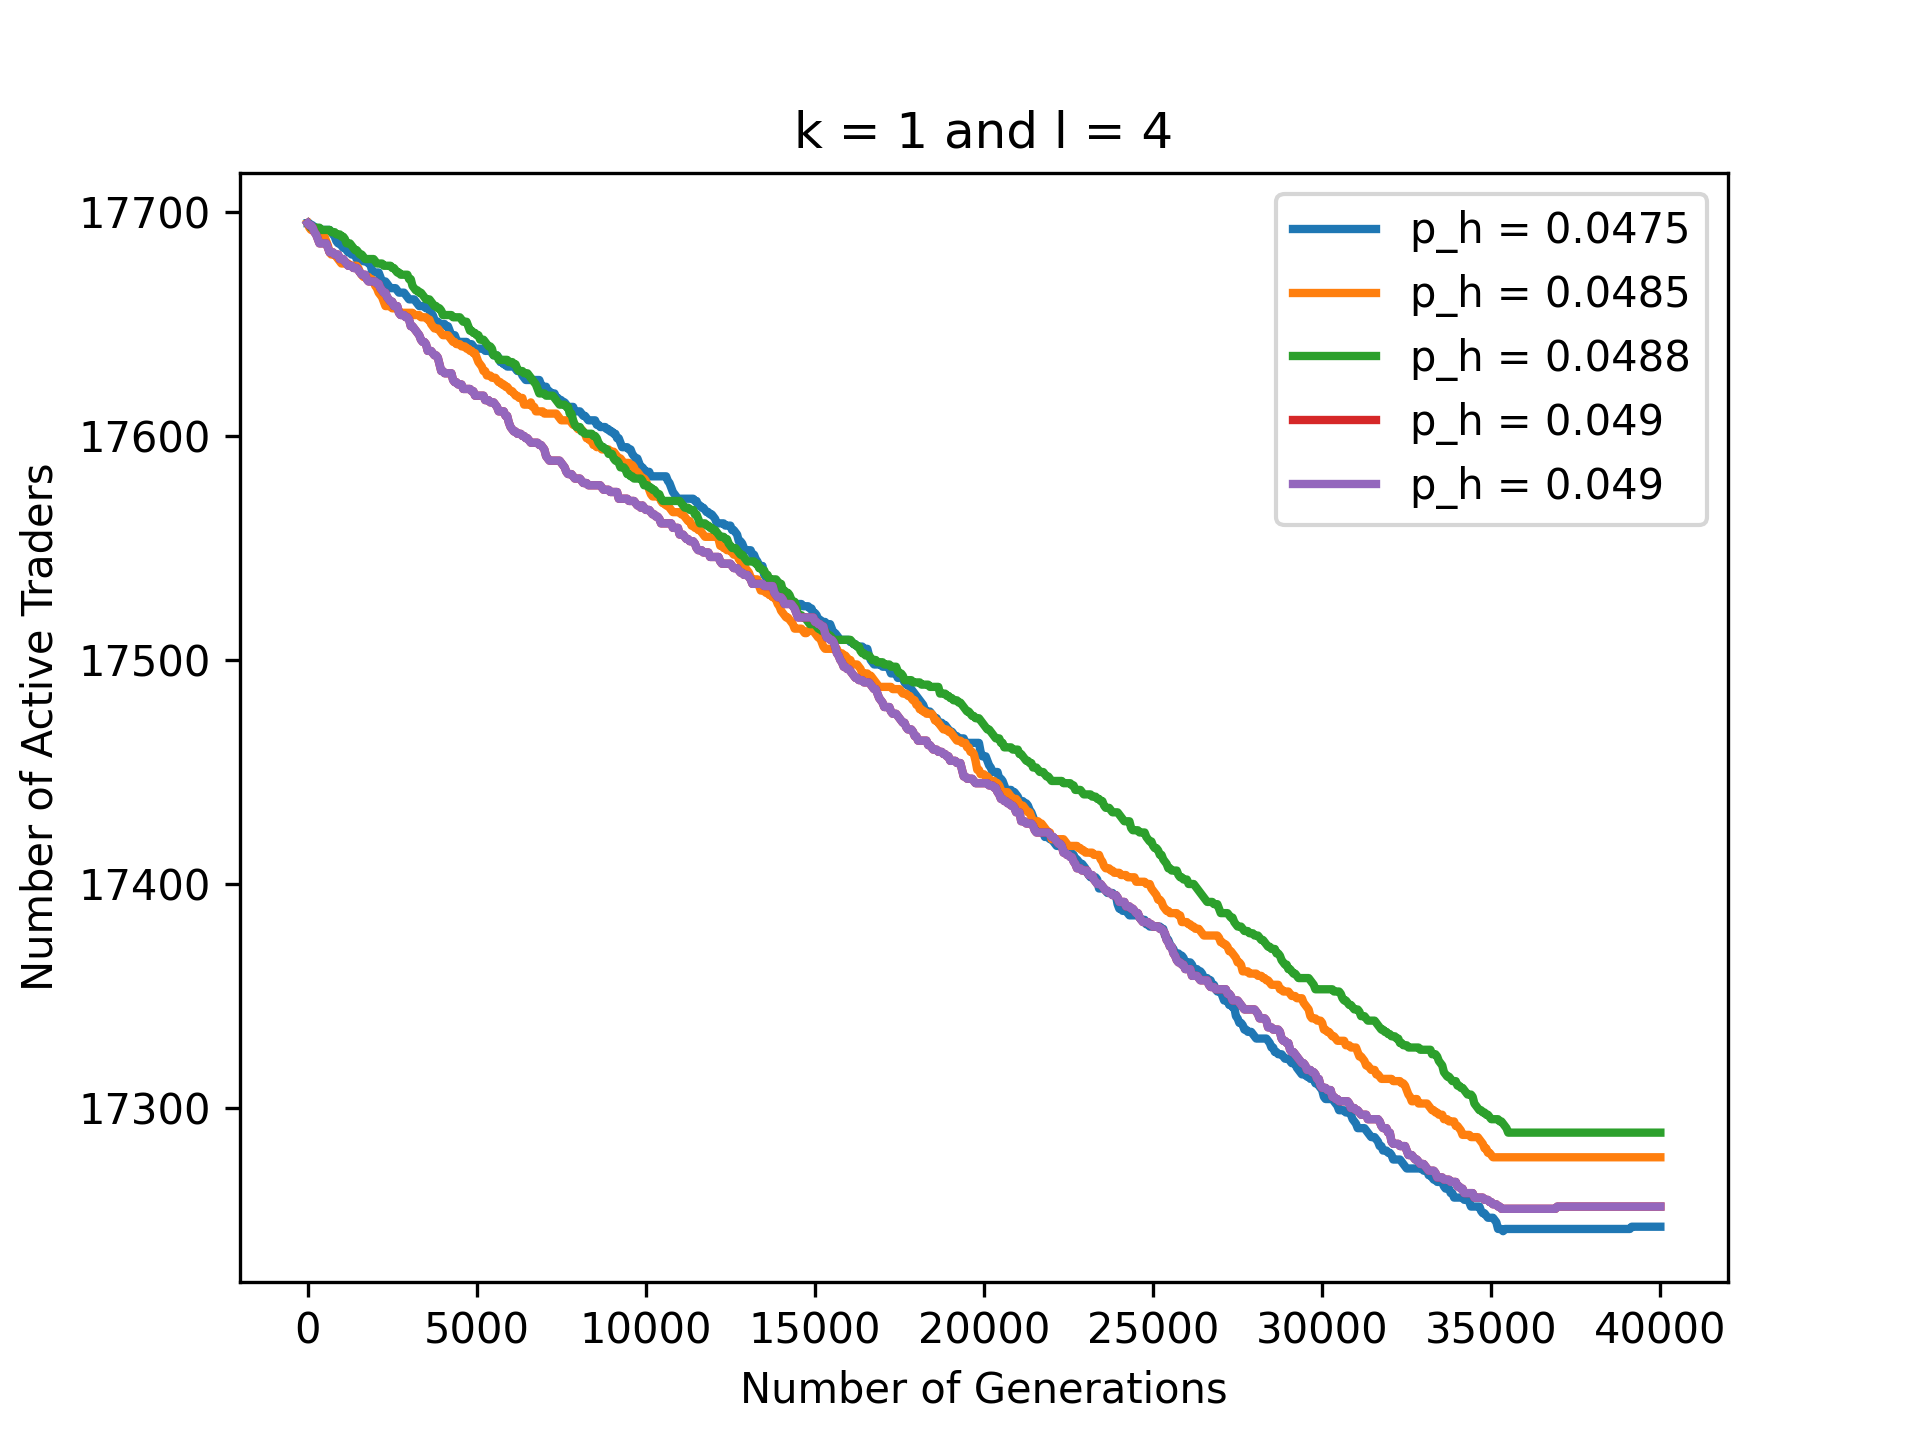 k = 1 and l = 4
17700
17600
17500
17400
17300
Number of Active Traders
p_h = 0.0475
p_h = 0.0485
p_h = 0.0488
p_h = 0.049
p_h = 0.049
0 5000 10000 15000 20000 25000 30000 35000 40000
Number of Generations